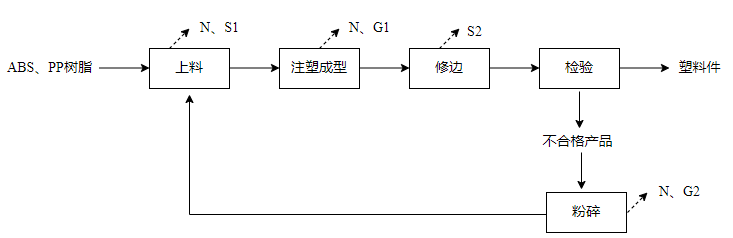 N、S1
N、G1
S2
ABS、PP树脂
上料
注塑成型
修边
检验
塑料件
不合格产品
N、G2
粉碎